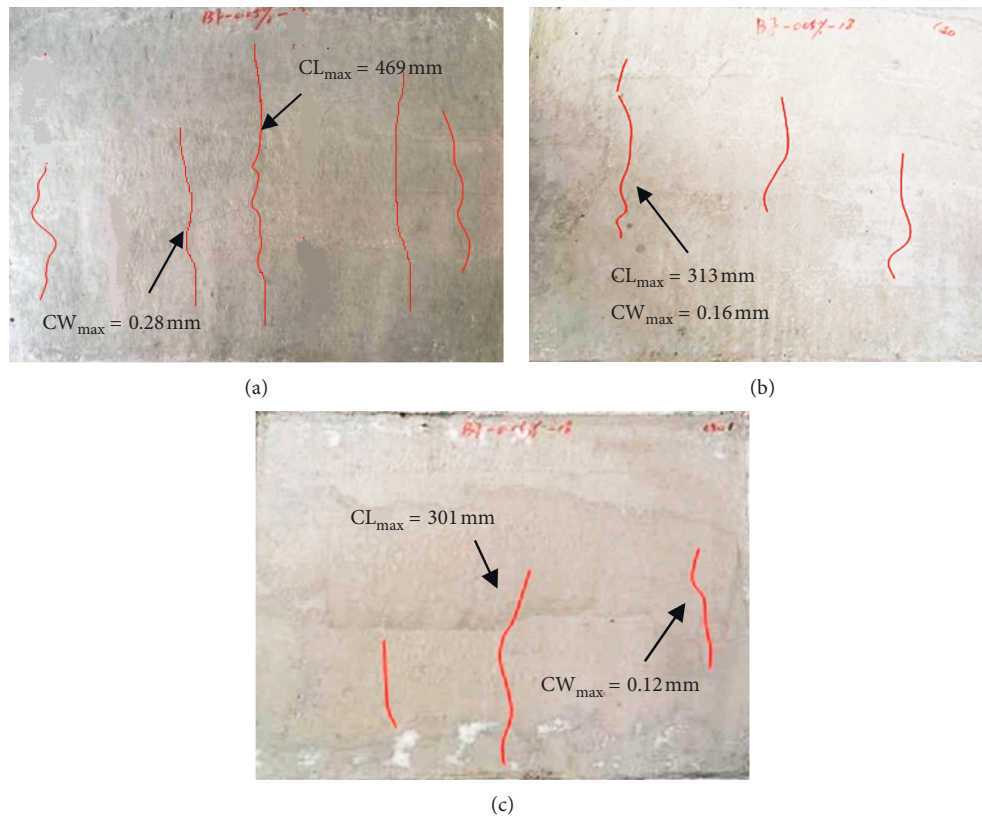 CLmax = 469 mm
CWmax = 0.28 mm
(a)
CLmax = 313 mm
CWmax = 0.16 mm
(b)
CLmax = 301 mm
CWmax = 0.12 mm
(c)